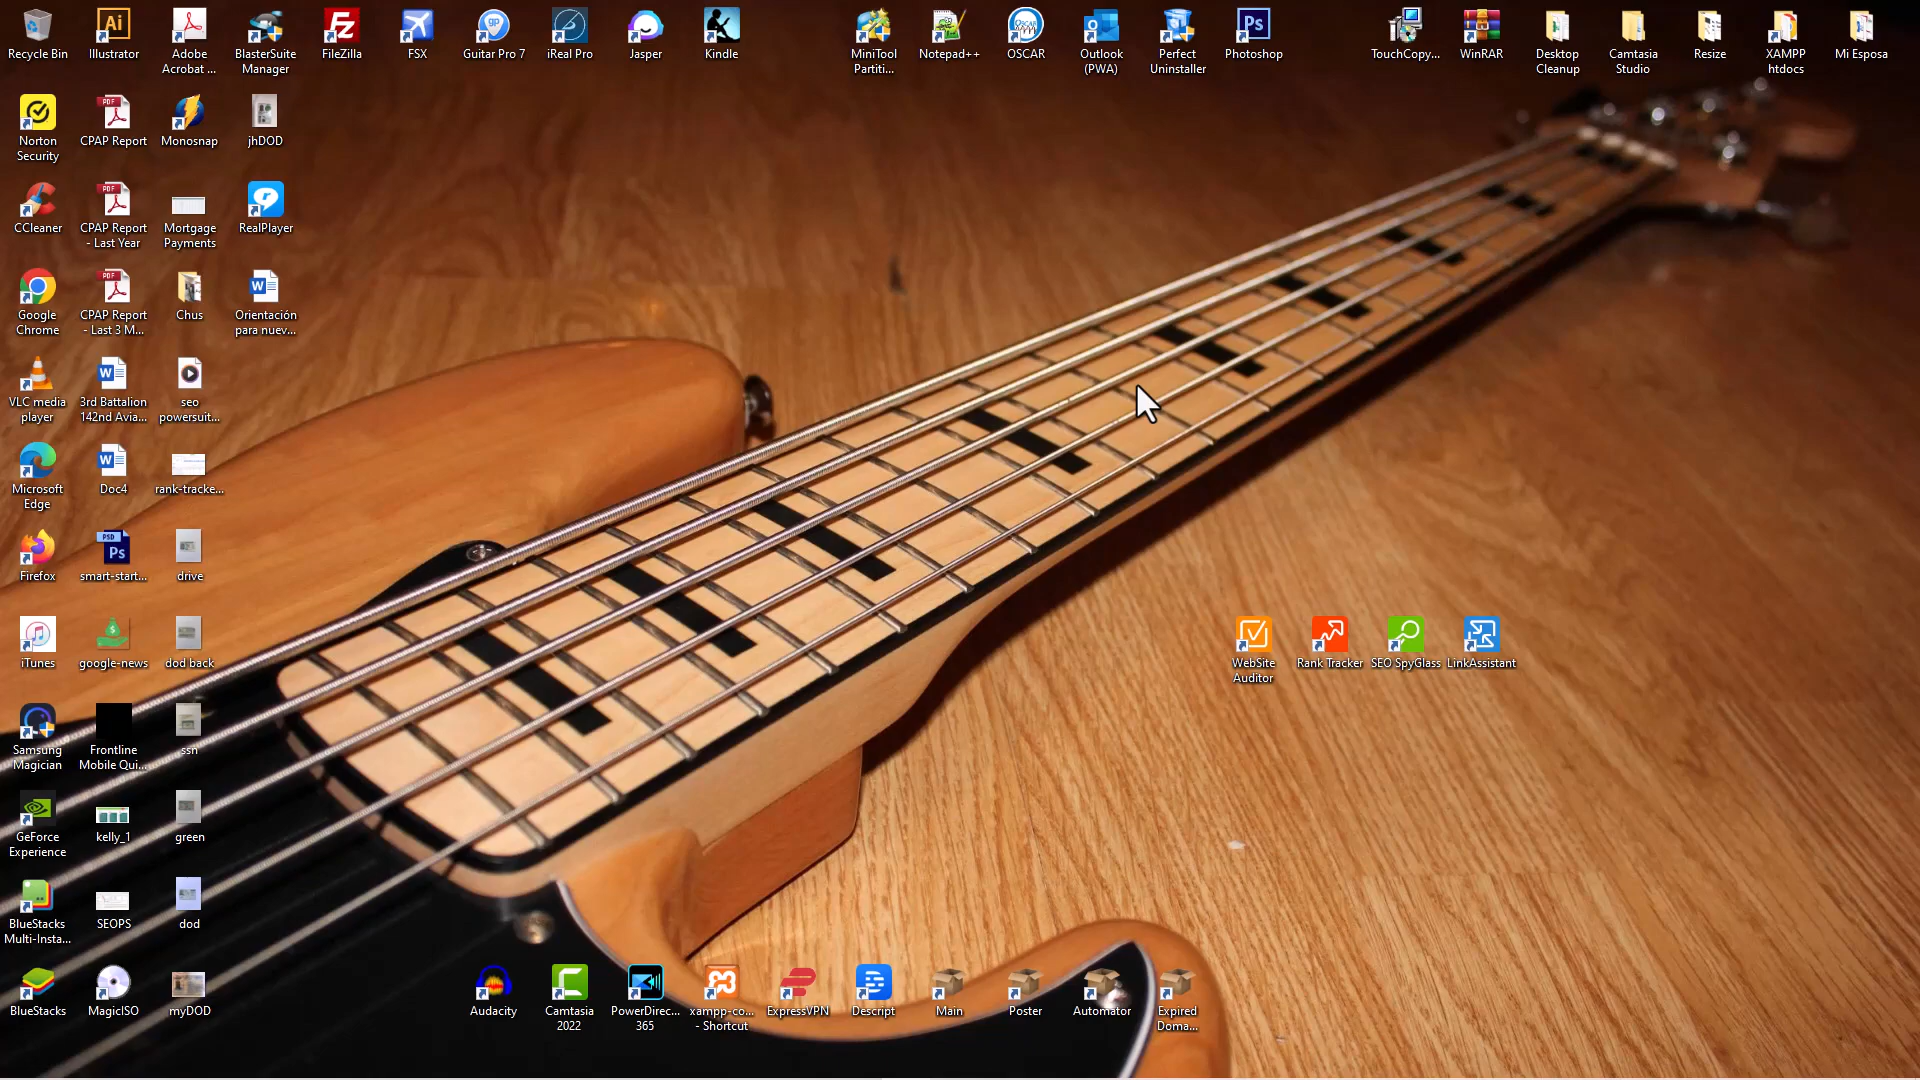 Recycle Bin
Illustrator
Adobe
Acrobat ...
BlasterSuite
Manager
FileZilla
FSX
Guitar Pro 7
iReal Pro
Jasper
Kindle
MiniTool
Partiti...
Notepad++
OSCAR
Outlook
(PWA)
Perfect
Uninstaller
Photoshop
TouchCopy...
WinRAR
Desktop
Cleanup
Camtasia
Studio
Resize
XAMPP
htdocs
Mi Esposa
Norton
Security
CPAP Report
Monosnap
jhDOD
CCleaner
CPAP Report
- Last Year
Mortgage
Payments
RealPlayer
Google
Chrome
CPAP Report
- Last 3 M...
Chus
Orientación
para nuev...
VLC media
player
3rd Battalion
142nd Avia...
seo
powersuit...
Microsoft
Edge
Doc4
rank-tracke...
Firefox
smart-start...
drive
iTunes
google-news
dod back
WebSite
Auditor
Rank Tracker
SEO SpyGlass
LinkAssistant
Samsung
Magician
Frontline
Mobile Qui...
ssn
GeForce
Experience
kelly_1
green
BlueStacks
Multi-Insta...
SEOPS
dod
BlueStacks
MagicISO
myDOD
Audacity
Camtasia
2022
PowerDirec...
365
xampp-co...
- Shortcut
ExpressVPN
Descript
Main
Poster
Automator
Expired
Doma...